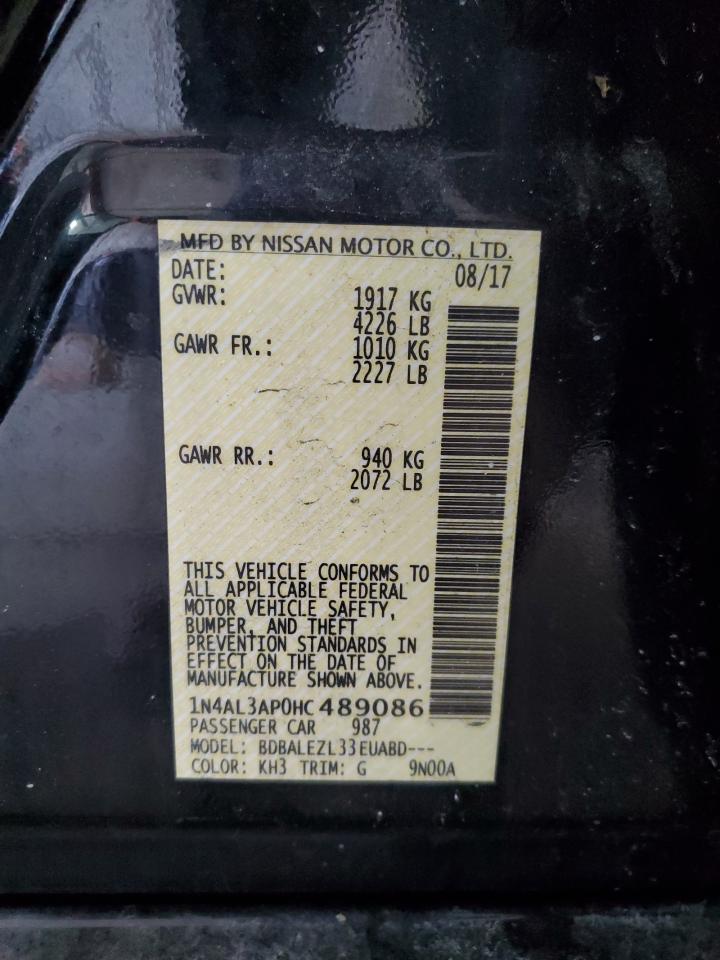 MFD BY NISSAN MOTOR CO., LTD.
DATE: 08/17
GVWR: 1917 KG
4226 LB
GAWR FR.: 1010 KG
2227 LB
GAWR RR.: 940 KG
2072 LB
THIS VEHICLE CONFORMS TO
ALL APPLICABLE FEDERAL
MOTOR VEHICLE SAFETY,
BUMPER, AND THEFT
PREVENTION STANDARDS IN
EFFECT ON THE DATE OF
MANUFACTURE SHOWN ABOVE.
1N4AL3AP0HC489086
PASSENGER CAR 987
MODEL: BDBALEZL33EUABD---
COLOR: KH3 TRIM: G 9N00A